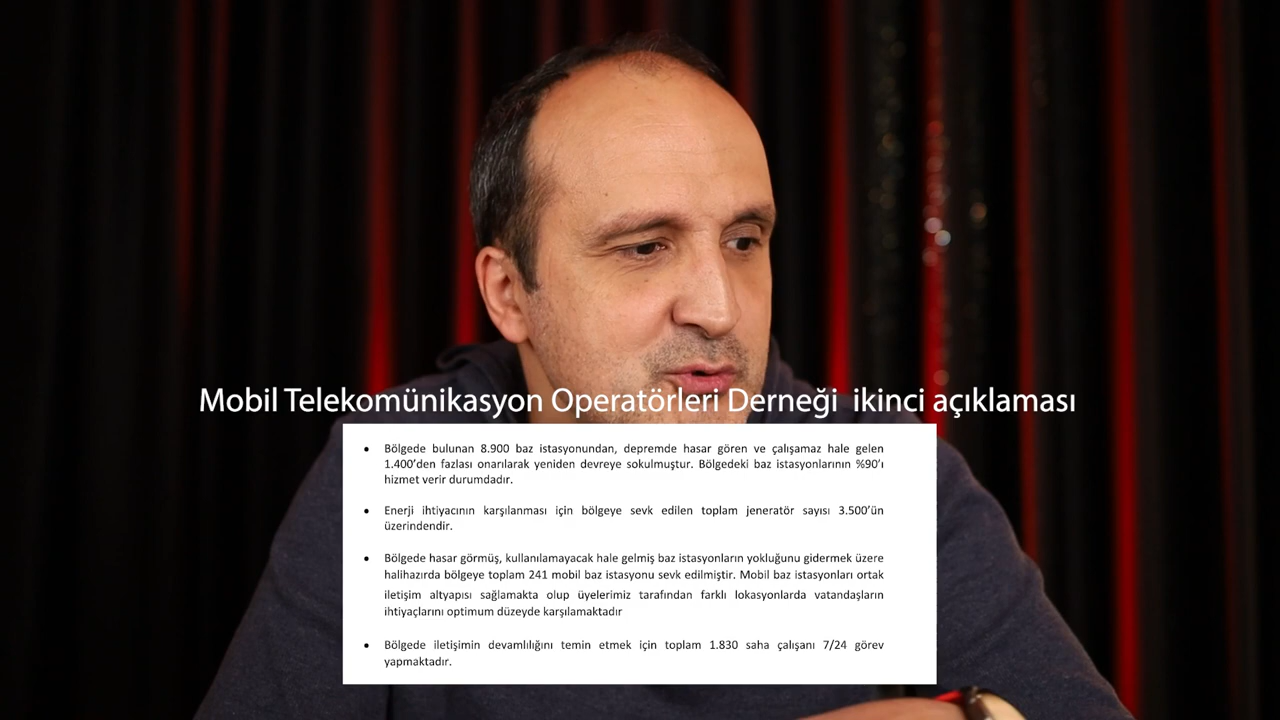 Mobil Telekomünikasyon Operatörleri Derneği ikinci açıklaması
• Bölgede bulunan 8.900 baz istasyonundan, depremde hasar gören ve çalışamaz hale gelen
1.400’den fazlası onarılarak yeniden devreye sokulmuştur. Bölgedeki baz istasyonlarının %90’ı
hizmet verir durumdadır.
• Enerji ihtiyacının karşılanması için bölgeye sevk edilen toplam jeneratör sayısı 3.500’ün
üzerindendir.
• Bölgede hasar görmüş, kullanılamayacak hale gelmiş baz istasyonların yokluğunu gidermek üzere
halihazırda bölgeye toplam 241 mobil baz istasyonu sevk edilmiştir. Mobil baz istasyonları ortak
iletişim altyapısı sağlamakta olup üyelerimiz tarafından farklı lokasyonlarda vatandaşların
ihtiyaçlarını optimum düzeyde karşılamaktadır
• Bölgede iletişimin devamlılığını temin etmek için toplam 1.830 saha çalışanı 7/24 görev
yapmaktadır.